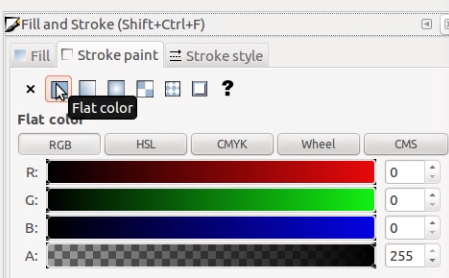 Fill and Stroke (Shift+Ctrl+F)
Fill Stroke paint Stroke style
?
Flat color
Flat color
RGB HSL CMYK Wheel CMS
R: 0
G: 0
B: 0
A: 255